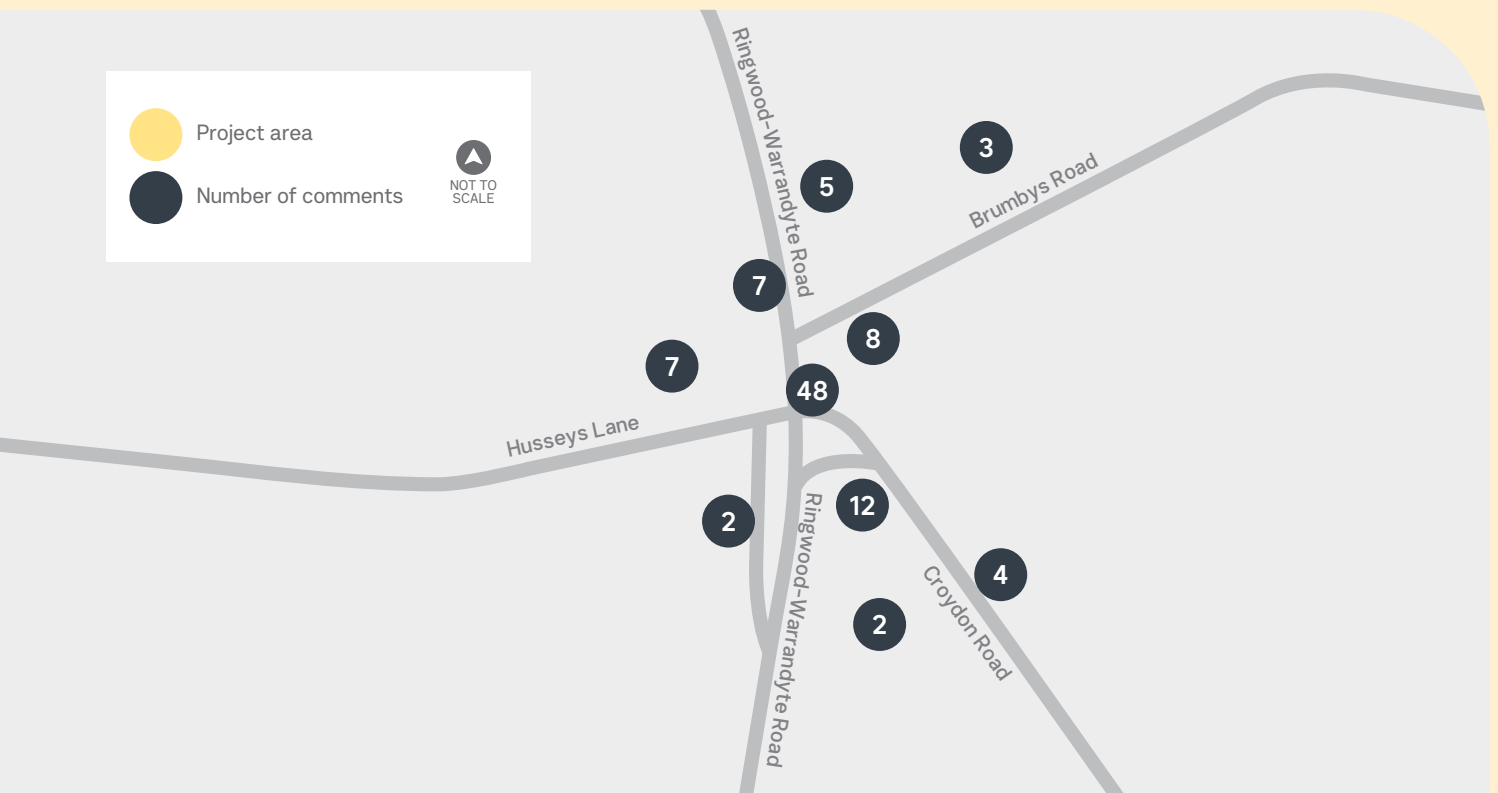 Project area
Number of comments
NOT TO
SCALE
Ringwood-Warrandyte Road
3
5
Brumbys Road
7
8
7
48
Husseys Lane
2
12
Ringwood-Warrandyte Road
4
Croydon Road
2